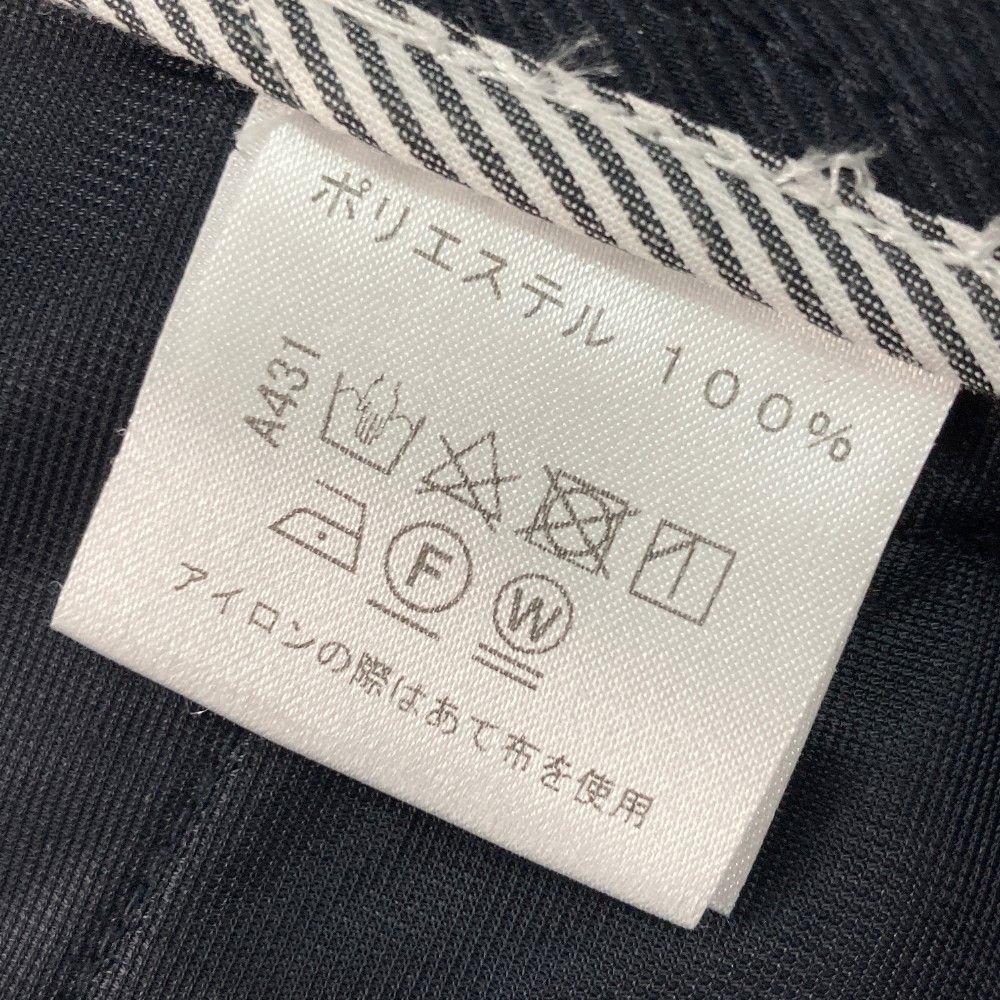 ポリエステル 100%
A431
F
W
アイロンの際はあて布を使用